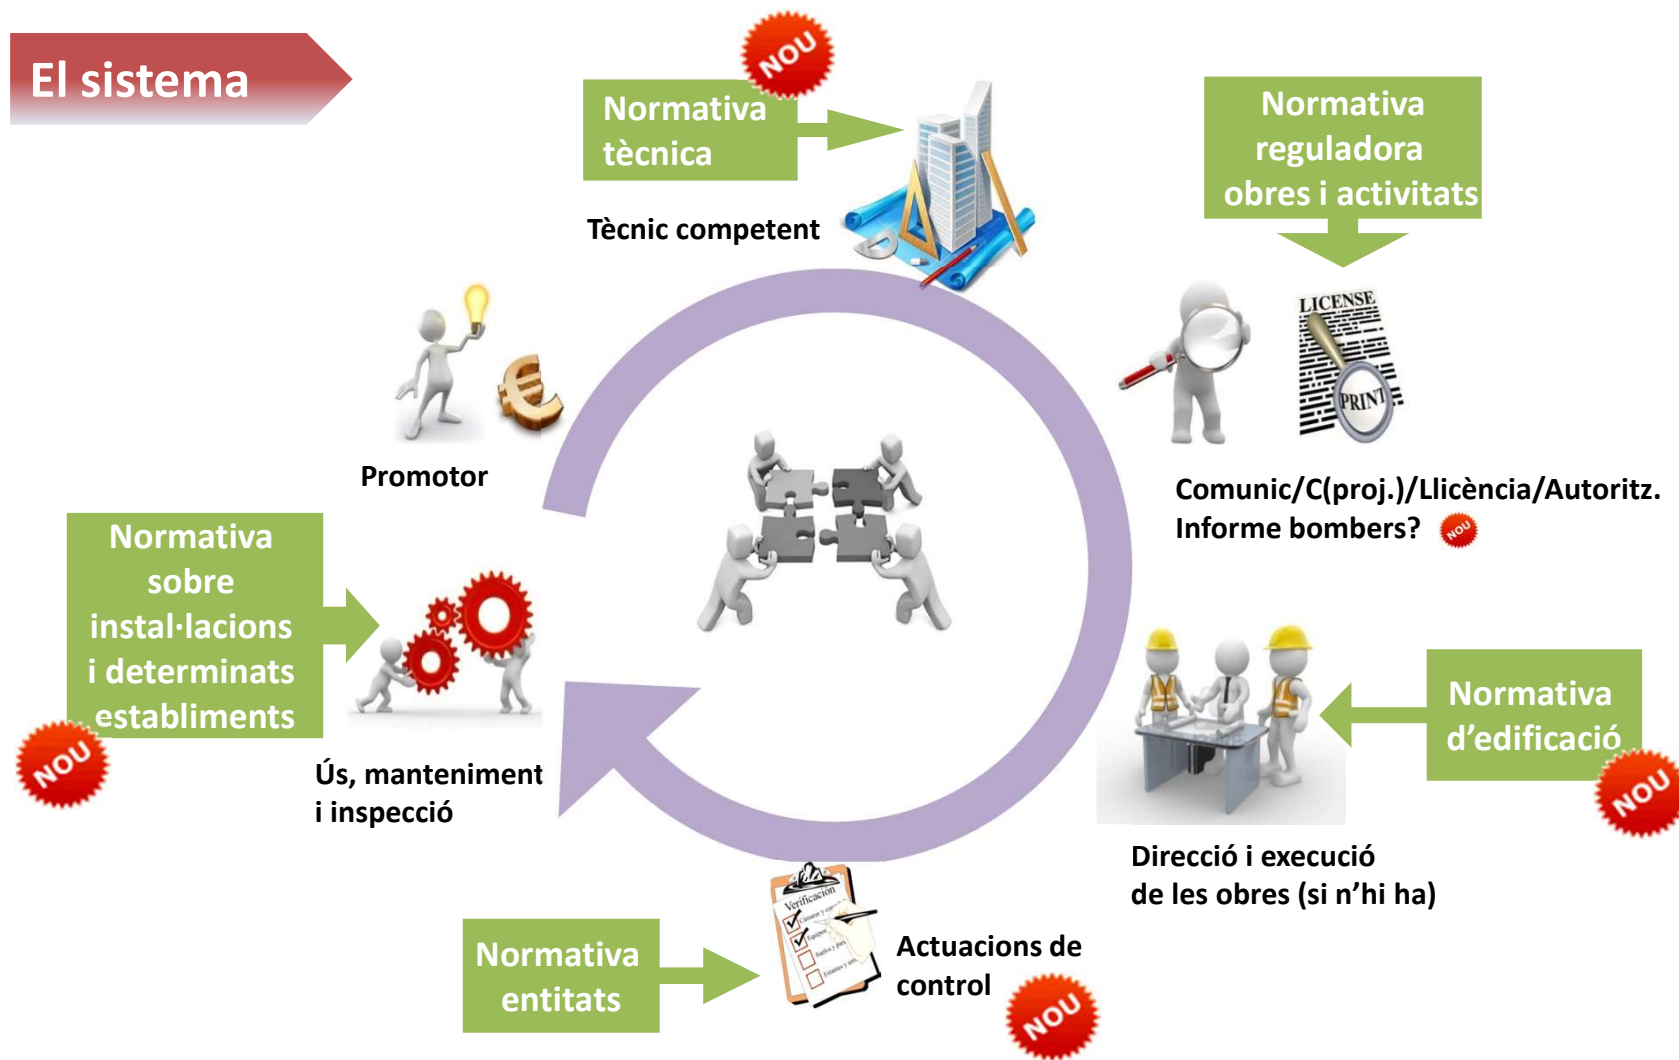 El sistema
NOU
Normativa
tècnica
Tècnic competent
Normativa
reguladora
obres i activitats
LICENSE
PRINT
Promotor
Comunic/C(proj.)/Llicència/Autoritz.
Informe bombers?
NOU
Normativa
sobre
instal·lacions
i determinats
establiments
NOU
Ús, manteniment
i inspecció
Normativa
d’edificació
NOU
Direcció i execució
de les obres (si n’hi ha)
Verificación
Normativa
entitats
Actuacions de
control
NOU